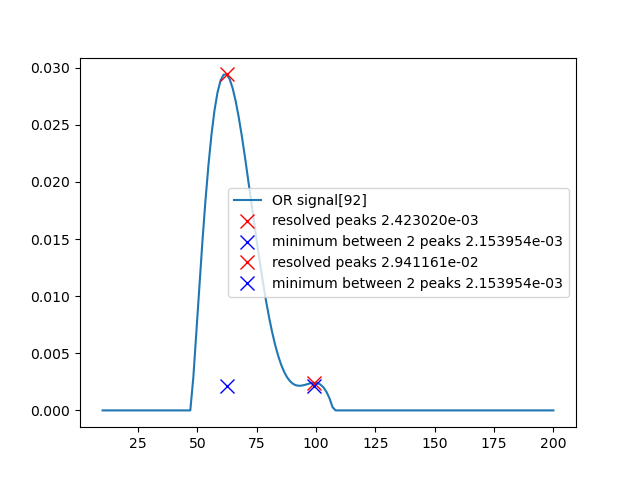 0.030
0.025
0.020
0.015
0.010
0.005
0.000
OR signal[92]
resolved peaks 2.423020e-03
minimum between 2 peaks 2.153954e-03
resolved peaks 2.941161e-02
minimum between 2 peaks 2.153954e-03
25 50 75 100 125 150 175 200